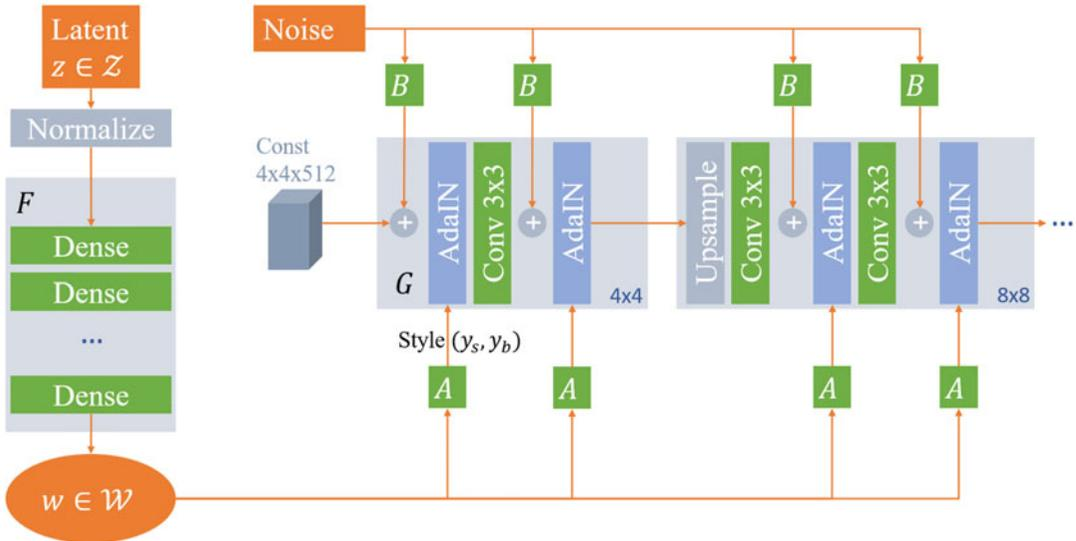 Latent
z ∈ 𝒵
Normalize
F
Dense
Dense
...
Dense
w ∈ 𝒲
Noise
B
B
B
B
Const
4x4x512
+
AdaIN
Conv 3x3
+
AdaIN
G
4x4
Upsample
Conv 3x3
+
AdaIN
Conv 3x3
+
AdaIN
8x8
...
Style (yₛ, y_b)
A
A
A
A